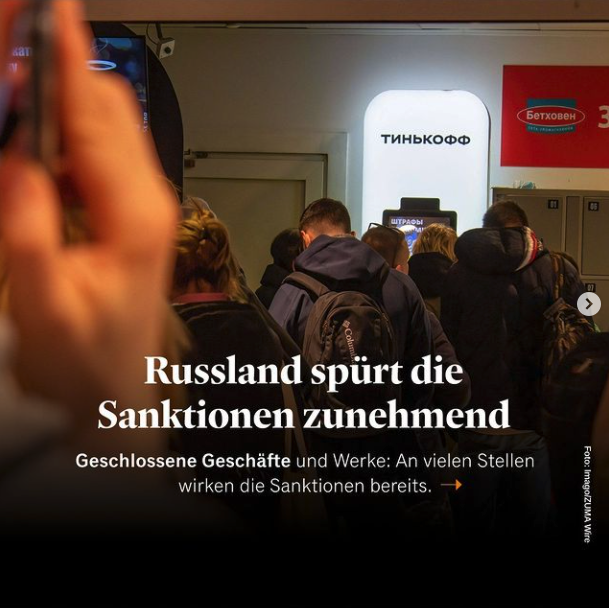 ТИНЬКОФФ
Бетховен
З
ШТРАФЫ
Columbia
Russland spürt die
Sanktionen zunehmend
Geschlossene Geschäfte und Werke: An vielen Stellen
wirken die Sanktionen bereits. →
Foto: Imago/ZUMA Wire